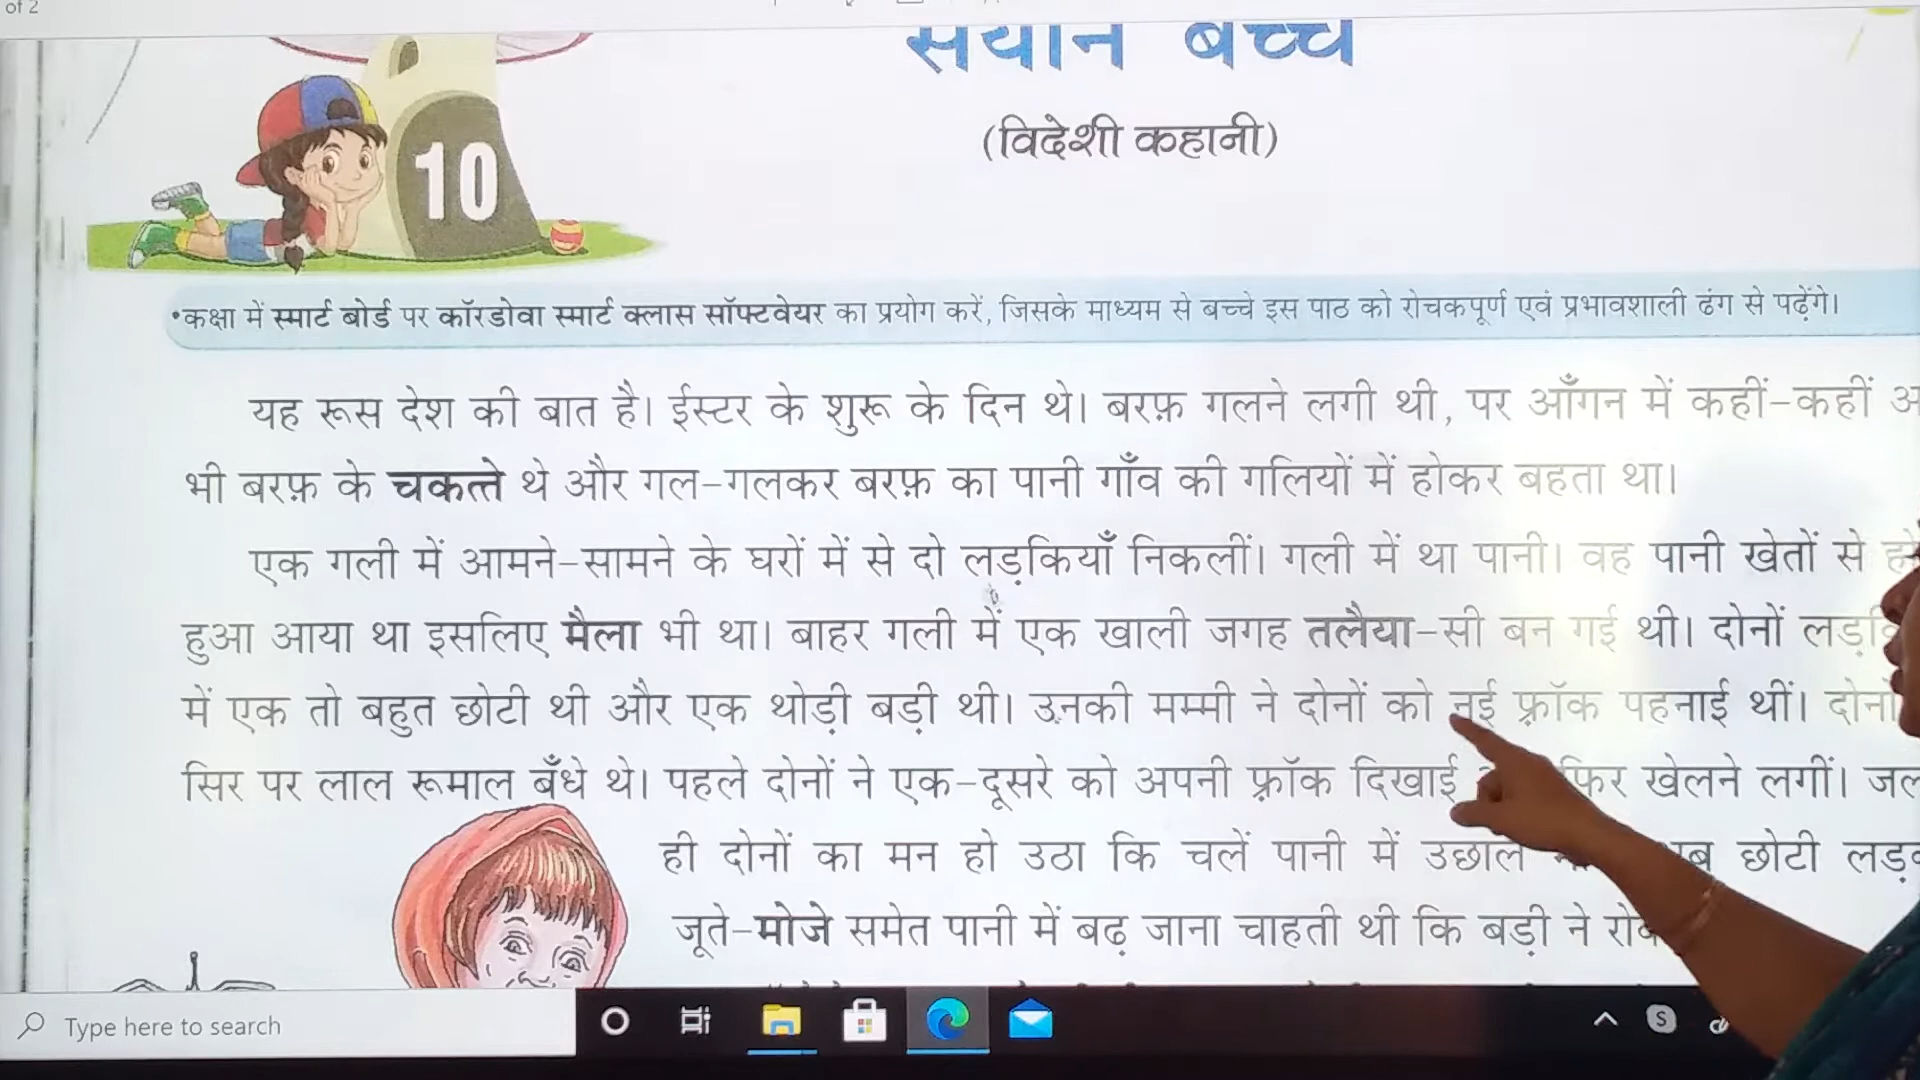 of 2
सयाने बच्चे
(विदेशी कहानी)
10
•कक्षा में स्मार्ट बोर्ड पर कॉरडोवा स्मार्ट क्लास सॉफ्टवेयर का प्रयोग करें, जिसके माध्यम से बच्चे इस पाठ को रोचकपूर्ण एवं प्रभावशाली ढंग से पढ़ेंगे।
यह रूस देश की बात है। ईस्टर के शुरू के दिन थे। बरफ़ गलने लगी थी, पर आँगन में कहीं-कहीं अ
भी बरफ़ के चकत्ते थे और गल-गलकर बरफ़ का पानी गाँव की गलियों में होकर बहता था।
एक गली में आमने-सामने के घरों में से दो लड़कियाँ निकलीं। गली में था पानी। वह पानी खेतों से
हुआ आया था इसलिए मैला भी था। बाहर गली में एक खाली जगह तलैया-सी बन गई थी। दोनों
में एक तो बहुत छोटी थी और एक थोड़ी बड़ी थी। उनकी मम्मी ने दोनों को नई फ़्रॉक पहनाई थीं।
सिर पर लाल रूमाल बँधे थे। पहले दोनों ने एक-दूसरे को अपनी फ़्रॉक दिखाई फिर खेलने लगीं।
ही दोनों का मन हो उठा कि चलें पानी में उछालें छोटी
जूते-मोजे समेत पानी में बढ़ जाना चाहती थी कि बड़ी ने
Type here to search